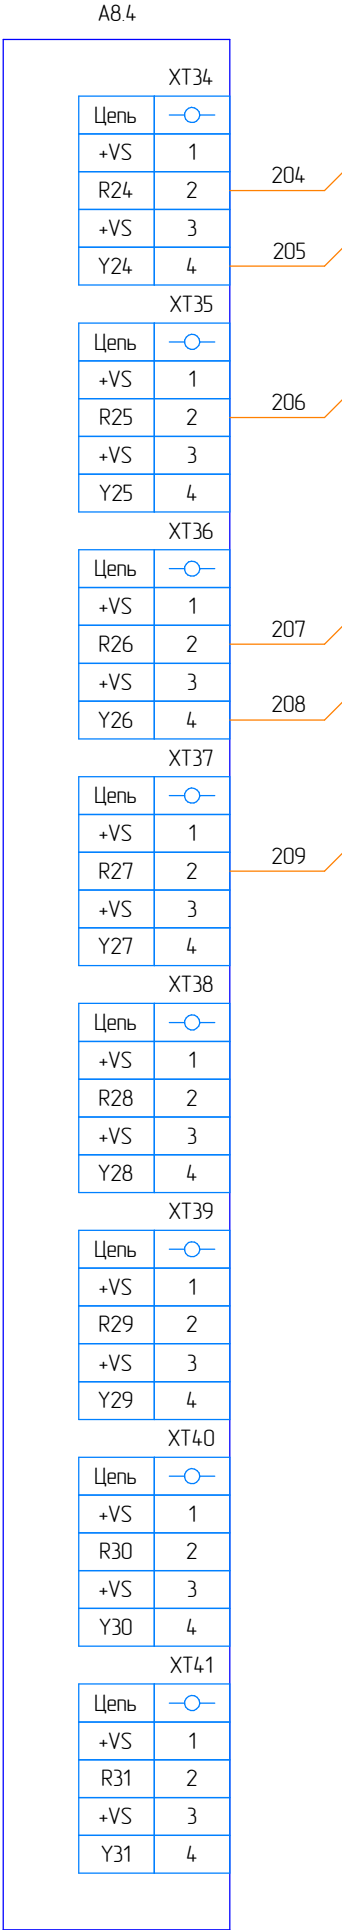 A8.4
XT34
Цепь
+VS 1
R24 2 204
+VS 3
Y24 4 205
XT35
Цепь
+VS 1
R25 2 206
+VS 3
Y25 4
XT36
Цепь
+VS 1
R26 2 207
+VS 3
Y26 4 208
XT37
Цепь
+VS 1
R27 2 209
+VS 3
Y27 4
XT38
Цепь
+VS 1
R28 2
+VS 3
Y28 4
XT39
Цепь
+VS 1
R29 2
+VS 3
Y29 4
XT40
Цепь
+VS 1
R30 2
+VS 3
Y30 4
XT41
Цепь
+VS 1
R31 2
+VS 3
Y31 4